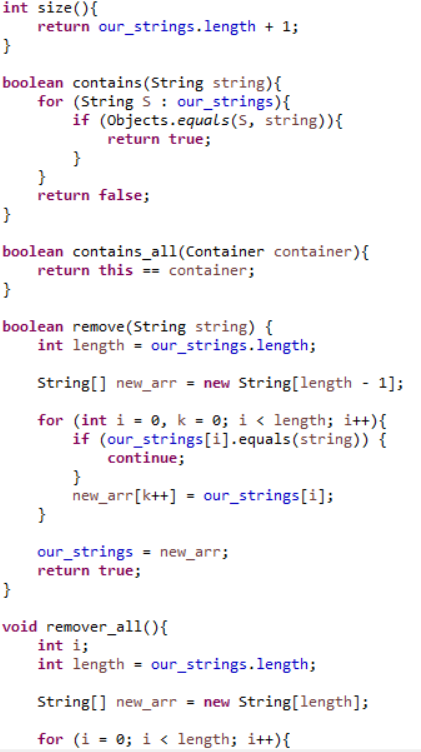 int size(){
    return our_strings.length + 1;
}

boolean contains(String string){
    for (String S : our_strings){
        if (Objects.equals(S, string)){
            return true;
        }
    }
    return false;
}

boolean contains_all(Container container){
    return this == container;
}

boolean remove(String string) {
    int length = our_strings.length;

    String[] new_arr = new String[length - 1];

    for (int i = 0, k = 0; i < length; i++){
        if (our_strings[i].equals(string)) {
            continue;
        }
        new_arr[k++] = our_strings[i];
    }

    our_strings = new_arr;
    return true;
}

void remover_all(){
    int i;
    int length = our_strings.length;

    String[] new_arr = new String[length];

    for (i = 0; i < length; i++){